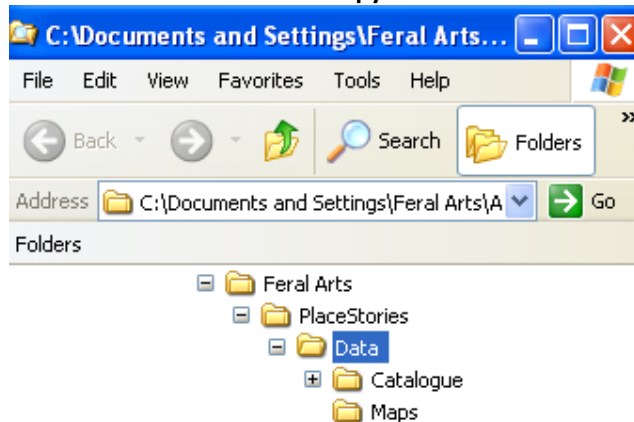 C:\Documents and Settings\Feral Arts...
File Edit View Favorites Tools Help
Back Search Folders »
Address C:\Documents and Settings\Feral Arts\A Go
Folders
Feral Arts
PlaceStories
Data
Catalogue
Maps